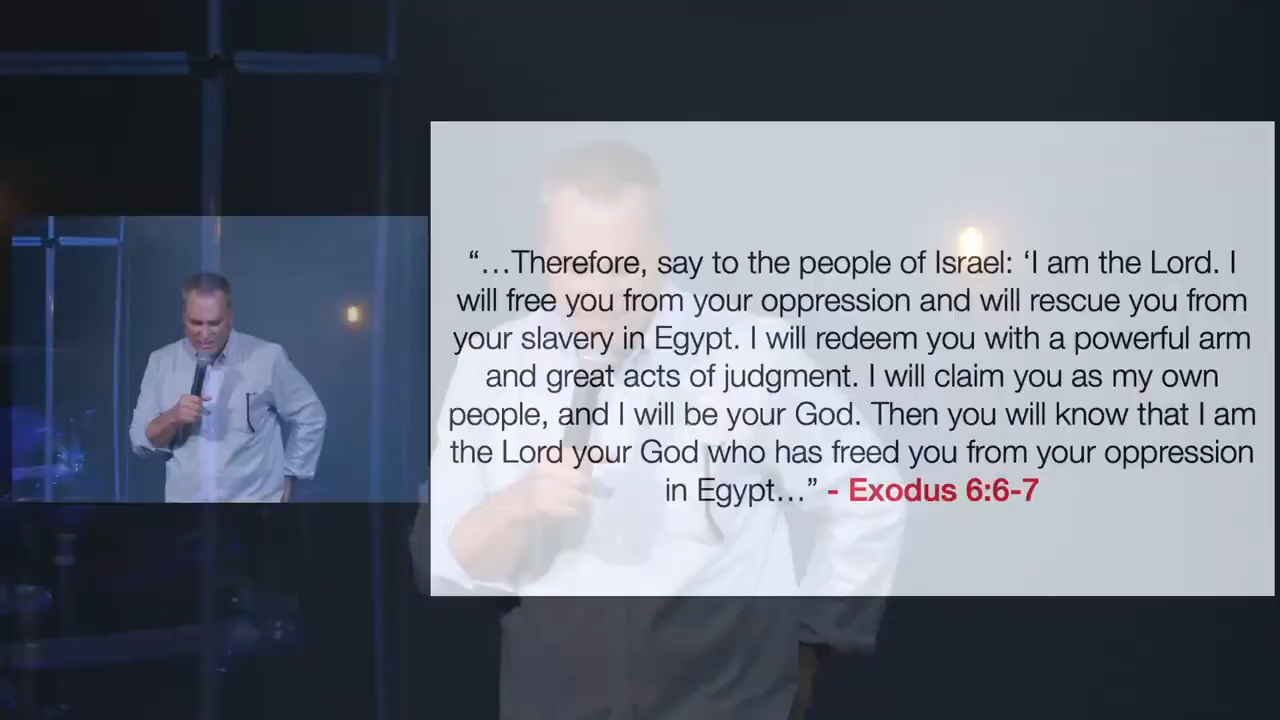 “…Therefore, say to the people of Israel: ‘I am the Lord. I
will free you from your oppression and will rescue you from
your slavery in Egypt. I will redeem you with a powerful arm
and great acts of judgment. I will claim you as my own
people, and I will be your God. Then you will know that I am
the Lord your God who has freed you from your oppression
in Egypt…” - Exodus 6:6-7